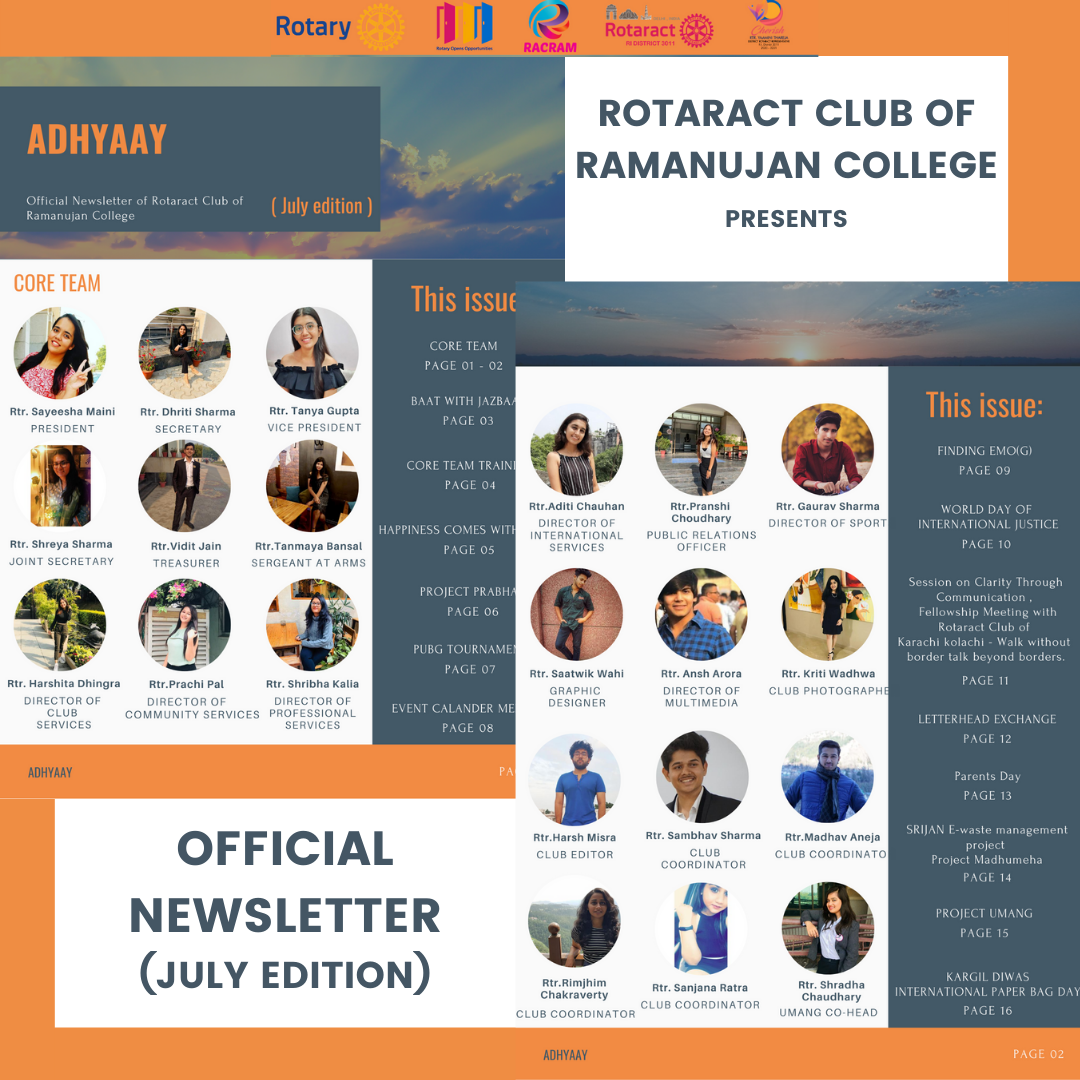 Rotary
Rotary Opens Opportunities
RACRAM
Rotaract
RI DISTRICT 3011
Cherish
ROTARACT CLUB OF
RAMANUJAN COLLEGE
PRESENTS
ADHYAAY
Official Newsletter of Rotaract Club of
Ramanujan College
( July edition )
CORE TEAM
Rtr. Sayeesha Maini
PRESIDENT
Rtr. Dhriti Sharma
SECRETARY
Rtr. Tanya Gupta
VICE PRESIDENT
Rtr. Shreya Sharma
JOINT SECRETARY
Rtr.Vidit Jain
TREASURER
Rtr.Tanmaya Bansal
SERGEANT AT ARMS
Rtr. Harshita Dhingra
DIRECTOR OF
CLUB
SERVICES
Rtr.Prachi Pal
DIRECTOR OF
COMMUNITY SERVICES
Rtr. Shribha Kalia
DIRECTOR OF
PROFESSIONAL
SERVICES
This issue
CORE TEAM
PAGE 01 - 02
BAAT WITH JAZBAA
PAGE 03
CORE TEAM TRAINI
PAGE 04
HAPPINESS COMES WITH
PAGE 05
PROJECT PRABHA
PAGE 06
PUBG TOURNAMEN
PAGE 07
EVENT CALANDER ME
PAGE 08
ADHYAAY
PA
Rtr.Aditi Chauhan
DIRECTOR OF
INTERNATIONAL
SERVICES
Rtr.Pranshi
Choudhary
PUBLIC RELATIONS
OFFICER
Rtr. Gaurav Sharma
DIRECTOR OF SPORT
Rtr. Saatwik Wahi
GRAPHIC
DESIGNER
Rtr. Ansh Arora
DIRECTOR OF
MULTIMEDIA
Rtr. Kriti Wadhwa
CLUB PHOTOGRAPHE
Rtr.Harsh Misra
CLUB EDITOR
Rtr. Sambhav Sharma
CLUB
COORDINATOR
Rtr.Madhav Aneja
CLUB COORDINATO
Rtr.Rimjhim
Chakraverty
CLUB COORDINATOR
Rtr. Sanjana Ratra
CLUB COORDINATOR
Rtr. Shradha
Chaudhary
UMANG CO-HEAD
This issue:
FINDING EMO(G)
PAGE 09
WORLD DAY OF
INTERNATIONAL JUSTICE
PAGE 10
Session on Clarity Through
Communication ,
Fellowship Meeting with
Rotaract Club of
Karachi kolachi - Walk without
border talk beyond borders.
PAGE 11
LETTERHEAD EXCHANGE
PAGE 12
Parents Day
PAGE 13
SRIJAN E-waste management
project
Project Madhumeha
PAGE 14
PROJECT UMANG
PAGE 15
KARGIL DIWAS
INTERNATIONAL PAPER BAG DAY
PAGE 16
ADHYAAY
PAGE 02
OFFICIAL
NEWSLETTER
(JULY EDITION)